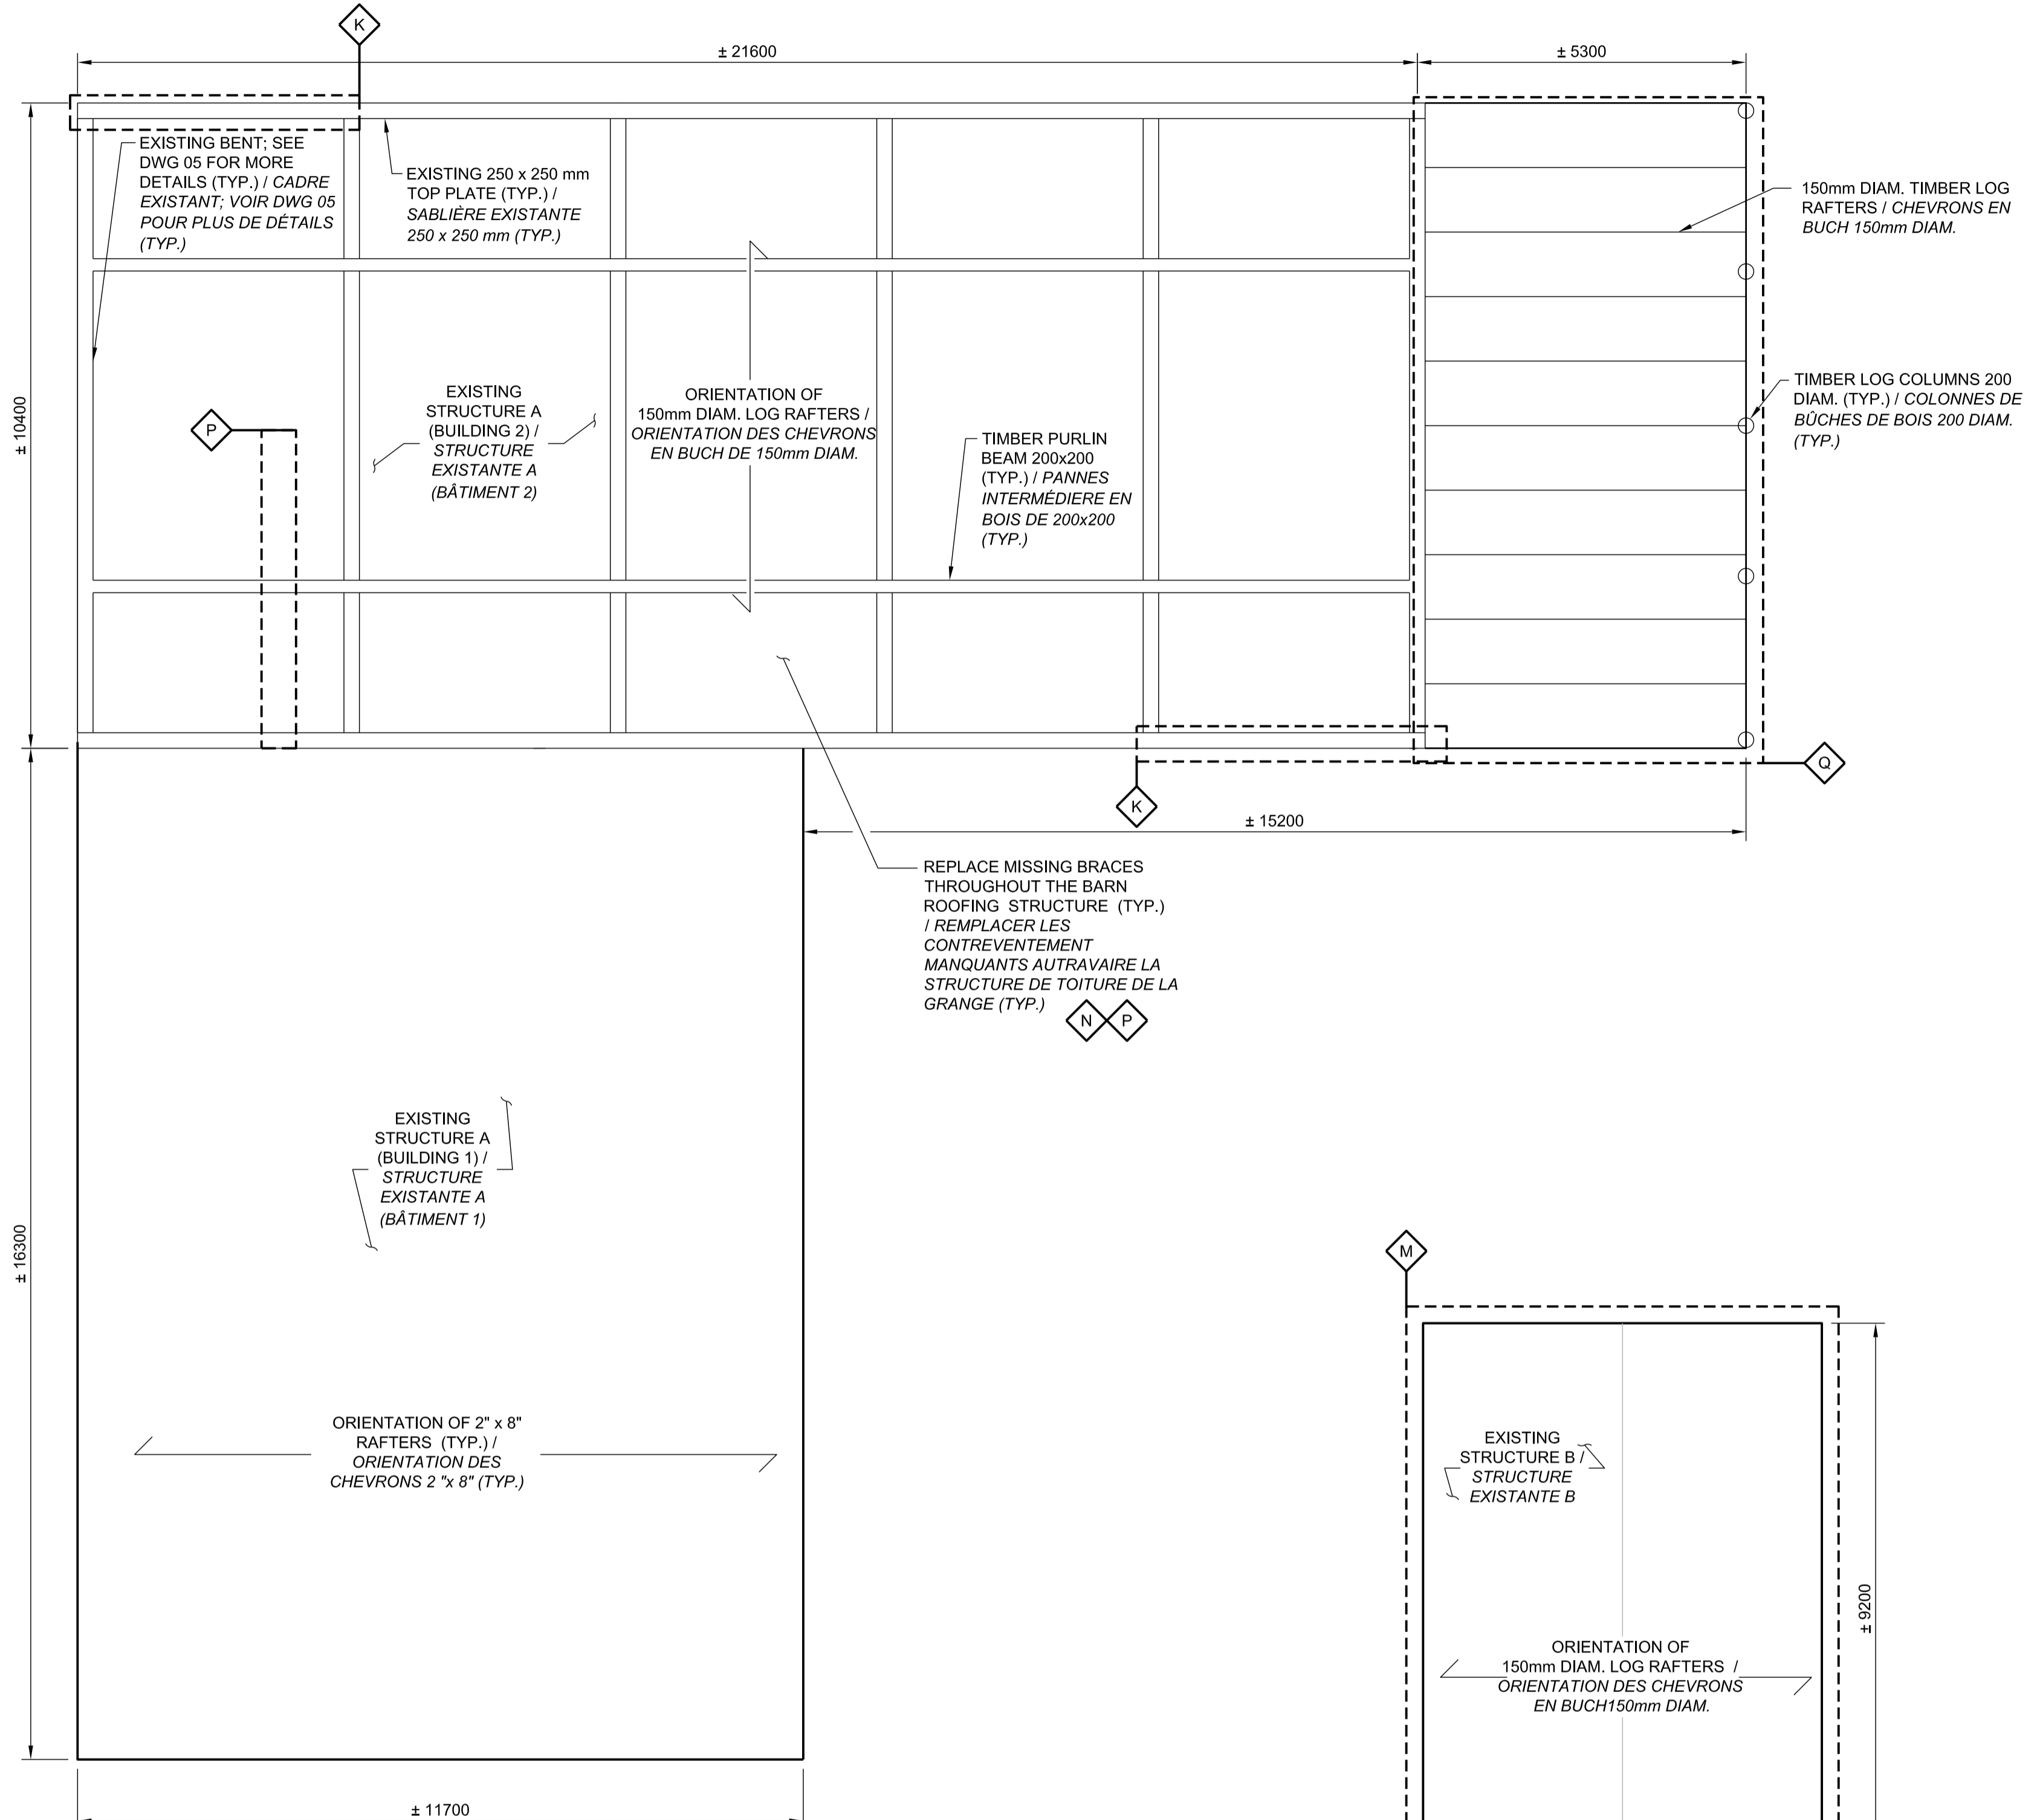 K
± 21600
± 5300
EXISTING BENT; SEE
DWG 05 FOR MORE
DETAILS (TYP.) / CADRE
EXISTANT; VOIR DWG 05
POUR PLUS DE DÉTAILS
(TYP.)
EXISTING 250 x 250 mm
TOP PLATE (TYP.) /
SABLIÈRE EXISTANTE
250 x 250 mm (TYP.)
150mm DIAM. TIMBER LOG
RAFTERS / CHEVRONS EN
BUCH 150mm DIAM.
± 10400
P
EXISTING
STRUCTURE A
(BUILDING 2) /
STRUCTURE
EXISTANTE A
(BÂTIMENT 2)
ORIENTATION OF
150mm DIAM. LOG RAFTERS /
ORIENTATION DES CHEVRONS
EN BUCH DE 150mm DIAM.
TIMBER PURLIN
BEAM 200x200
(TYP.) / PANNES
INTERMÉDIERE EN
BOIS DE 200x200
(TYP.)
TIMBER LOG COLUMNS 200
DIAM. (TYP.) / COLONNES DE
BÛCHES DE BOIS 200 DIAM.
(TYP.)
Q
K
± 15200
REPLACE MISSING BRACES
THROUGHOUT THE BARN
ROOFING STRUCTURE (TYP.)
/ REMPLACER LES
CONTREVENTEMENT
MANQUANTS AUTRAVAIRE LA
STRUCTURE DE TOITURE DE LA
GRANGE (TYP.)
N P
± 16300
EXISTING
STRUCTURE A
(BUILDING 1) /
STRUCTURE
EXISTANTE A
(BÂTIMENT 1)
ORIENTATION OF 2" x 8"
RAFTERS (TYP.) /
ORIENTATION DES
CHEVRONS 2 "x 8" (TYP.)
± 11700
M
EXISTING
STRUCTURE B /
STRUCTURE
EXISTANTE B
± 9200
ORIENTATION OF
150mm DIAM. LOG RAFTERS /
ORIENTATION DES CHEVRONS
EN BUCH150mm DIAM.